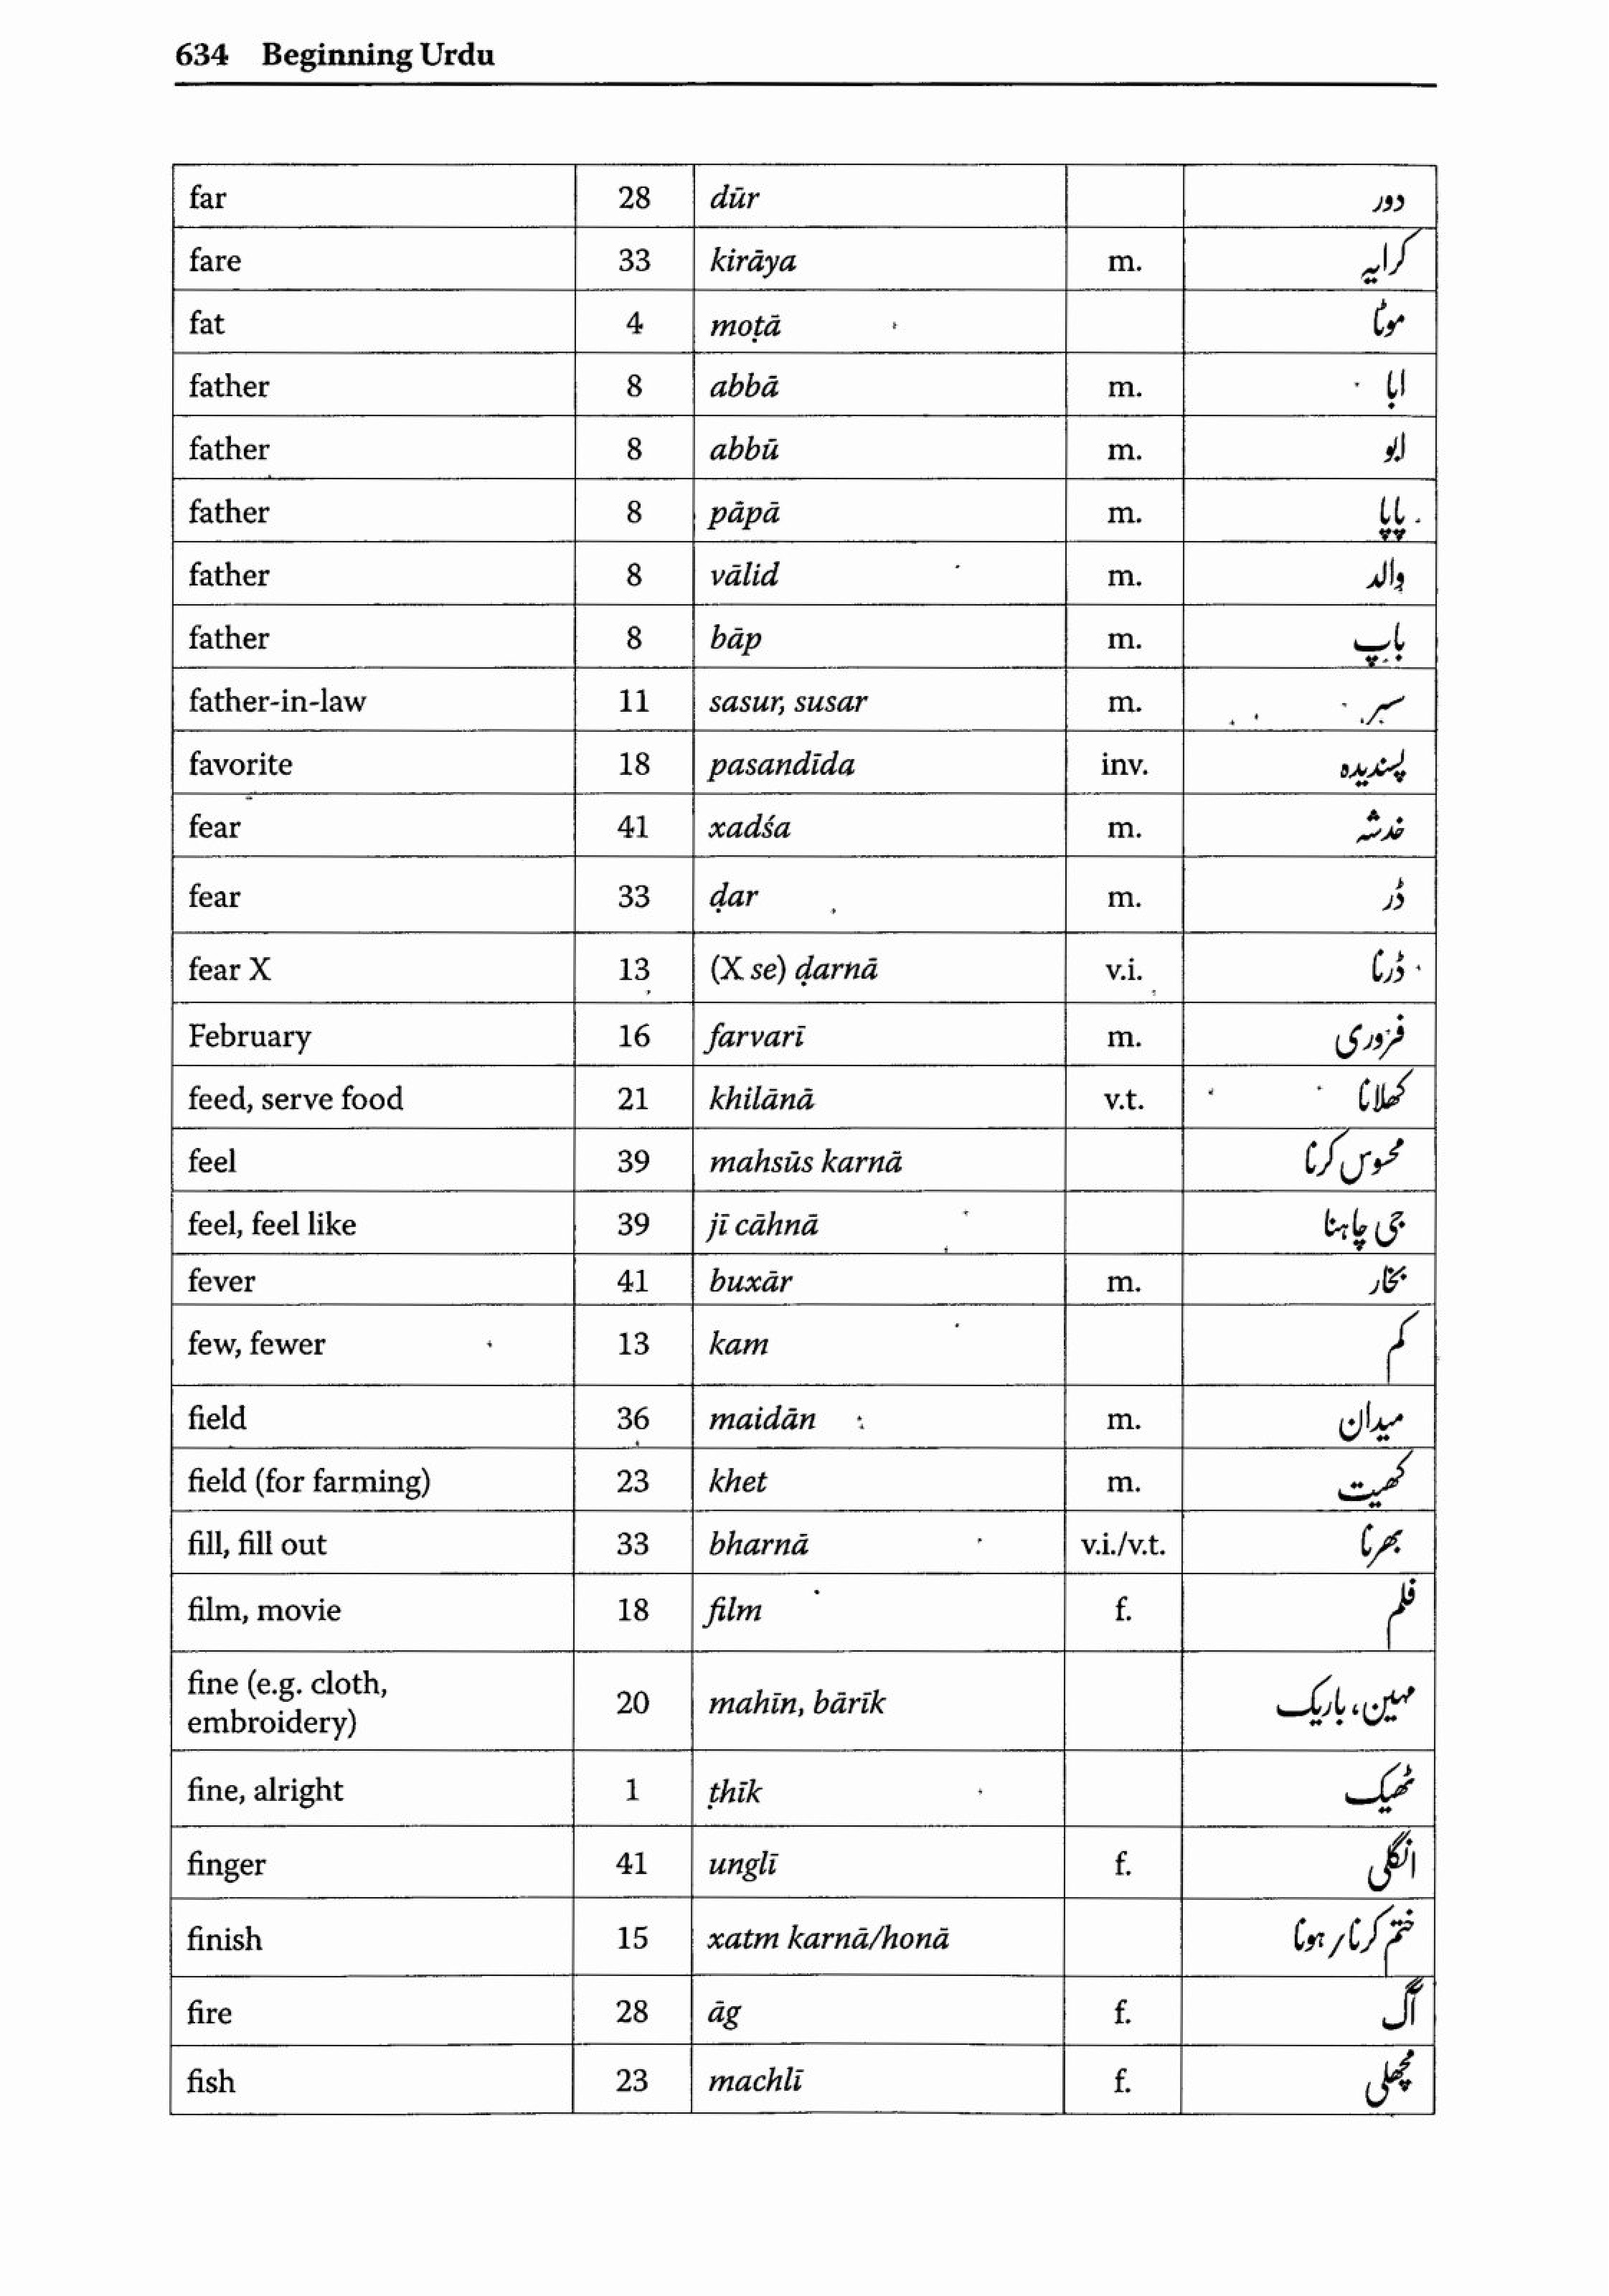 634 Beginning Urdu
far 28 dūr دور
fare 33 kirāya m. کرایہ
fat 4 moṭā موٹا
father 8 abbā m. ابا
father 8 abbū m. ابو
father 8 pāpā m. پاپا
father 8 vālid m. والد
father 8 bāp m. باپ
father-in-law 11 sasur, susar m.
favorite 18 pasandīda inv. پسندیدہ
fear 41 xadśa m. خدشہ
fear 33 ḍar m. ڈر
fear X 13 (X se) ḍarnā v.i. ڈرنا
February 16 farvarī m. فروری
feed, serve food 21 khilānā v.t. کھلانا
feel 39 mahsūs karnā محسوس کرنا
feel, feel like 39 jī cāhnā جی چاہنا
fever 41 buxār m. بخار
few, fewer 13 kam کم
field 36 maidān m. میدان
field (for farming) 23 khet m. کھیت
fill, fill out 33 bharnā v.i./v.t. بھرنا
film, movie 18 film f. فلم
fine (e.g. cloth,
embroidery) 20 mahīn, bārīk مہین، باریک
fine, alright 1 ṭhīk ٹھیک
finger 41 unglī f. انگلی
finish 15 xatm karnā/honā ختم کرنا / ہونا
fire 28 āg f. آگ
fish 23 machlī f. مچھلی